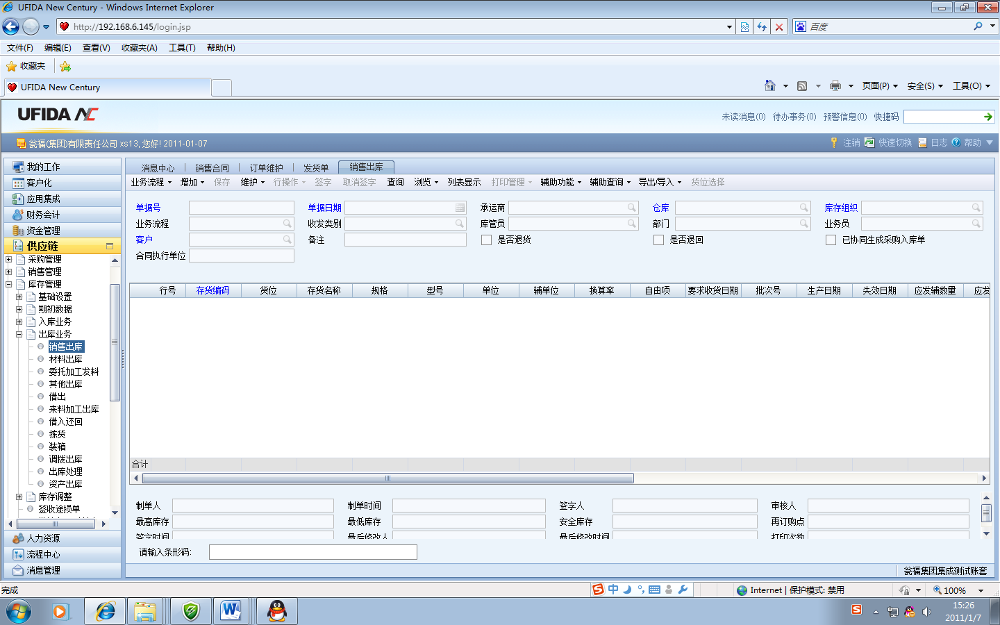 UFIDA New Century - Windows Internet Explorer
http://192.168.6.145/login.jsp
百度
文件(F) 编辑(E) 查看(V) 收藏夹(A) 工具(T) 帮助(H)
收藏夹
UFIDA New Century
页面(P) 安全(S) 工具(O)
UFIDA NC
未读消息(0) 待办事务(0) 预警信息(0) 快捷码
瓮福(集团)有限责任公司 xs13, 您好! 2011-01-07
注销 快速切换 日志 帮助
我的工作
客户化
应用集成
财务会计
资金管理
供应链
采购管理
销售管理
库存管理
基础设置
期初数据
入库业务
出库业务
销售出库
材料出库
委托加工发料
其他出库
借出
来料加工出库
借入还回
拣货
装箱
调拨出库
出库处理
资产出库
库存调整
签收途损单
人力资源
流程中心
消息管理
消息中心 销售合同 订单维护 发货单 销售出库
业务流程 增加 保存 维护 行操作 签字 取消签字 查询 浏览 列表显示 打印管理 辅助功能 辅助查询 导出/导入 货位选择
单据号 单据日期 承运商 仓库 库存组织
业务流程 收发类别 库管员 部门 业务员
客户 备注 是否退货 是否退回 已协同生成采购入库单
合同执行单位
行号 存货编码 货位 存货名称 规格 型号 单位 辅单位 换算率 自由项 要求收货日期 批次号 生产日期 失效日期 应发辅数量 应发
合计
制单人 制单时间 签字人 审核人
最高库存 最低库存 安全库存 再订购点
签字时间 最后修改人 最后修改时间 打印次数
请输入条形码:
瓮福集团集成测试账套
完成
中
Internet | 保护模式: 禁用
100%
15:26
2011/1/7